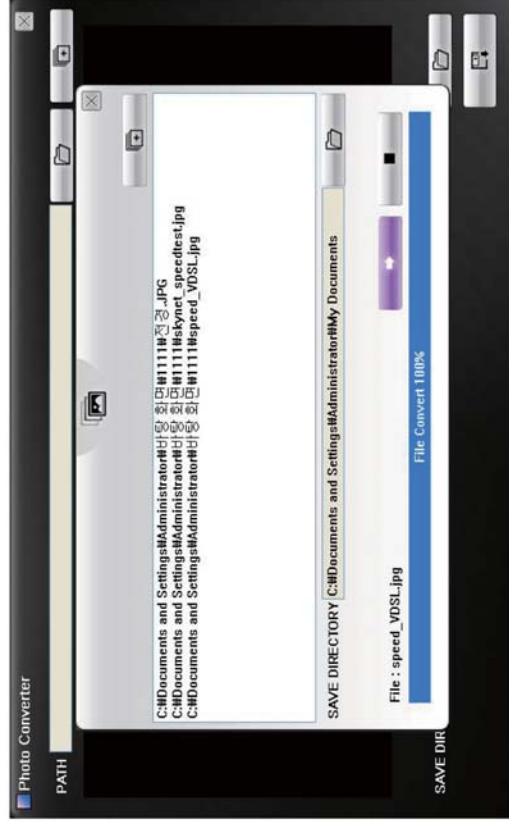 Photo Converter
PATH
C:₩Documents and Settings₩Administrator₩바탕 화면₩1111₩.JPG
C:₩Documents and Settings₩Administrator₩바탕 화면₩1111₩skynet_speedtest.jpg
C:₩Documents and Settings₩Administrator₩바탕 화면₩1111₩speed_VDSL.jpg
SAVE DIRECTORY C:₩Documents and Settings₩Administrator₩My Documents
File : speed_VDSL.jpg
File Convert 100%
SAVE DIR